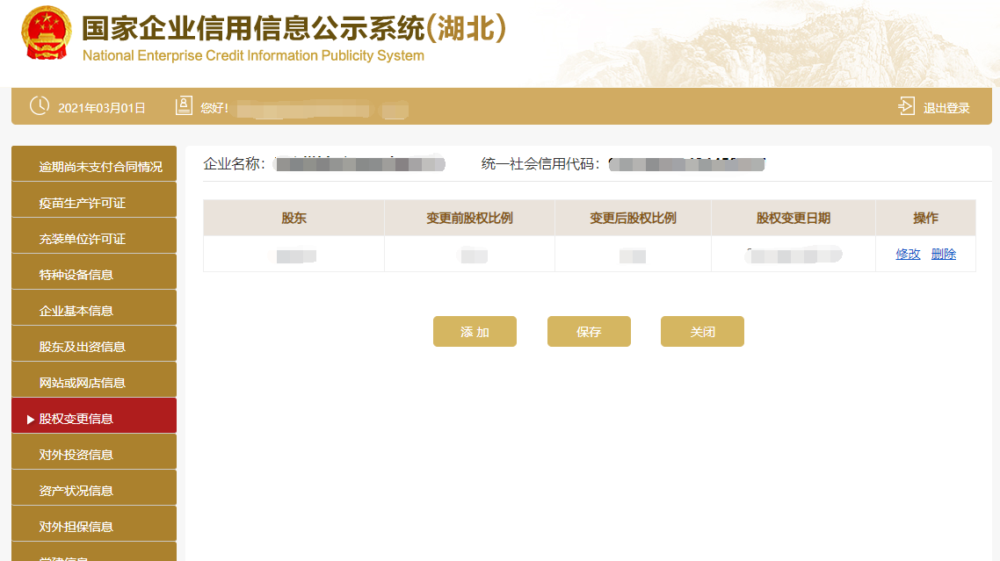 国家企业信用信息公示系统(湖北)
National Enterprise Credit Information Publicity System
2021年03月01日 您好! 退出登录
逾期尚未支付合同情况
疫苗生产许可证
充装单位许可证
特种设备信息
企业基本信息
股东及出资信息
网站或网店信息
股权变更信息
对外投资信息
资产状况信息
对外担保信息
党建信息
企业名称： 统一社会信用代码：
股东 变更前股权比例 变更后股权比例 股权变更日期 操作
修改 删除
添 加 保存 关闭